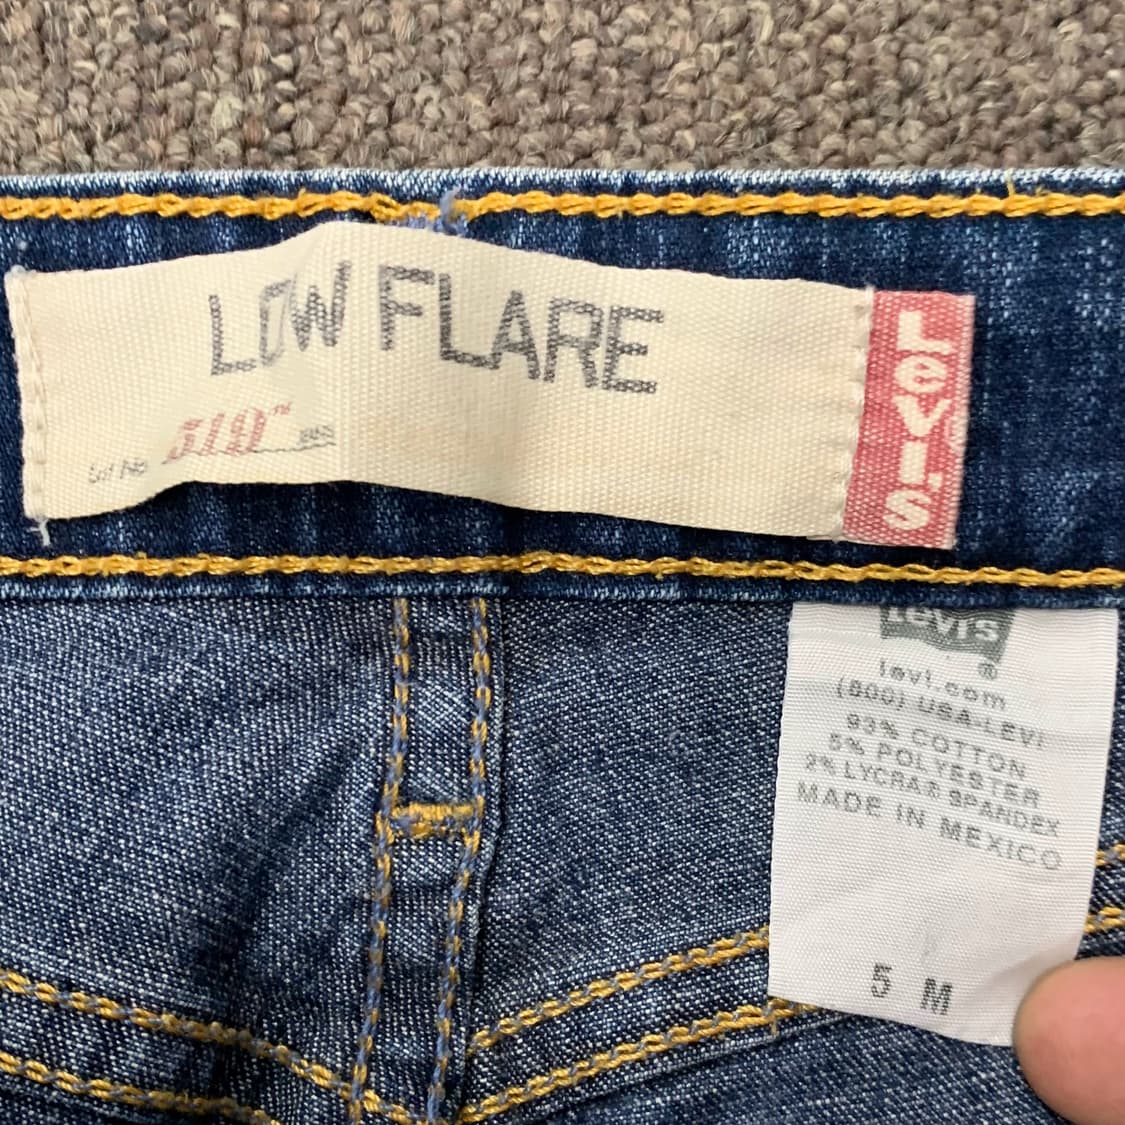 LOW FLARE
Lot No 518™
LEVI'S®
Levi's
®
levi.com
(800) USA-LEVI
93% COTTON
5% POLYESTER
2% LYCRA® SPANDEX
MADE IN MEXICO
5 M